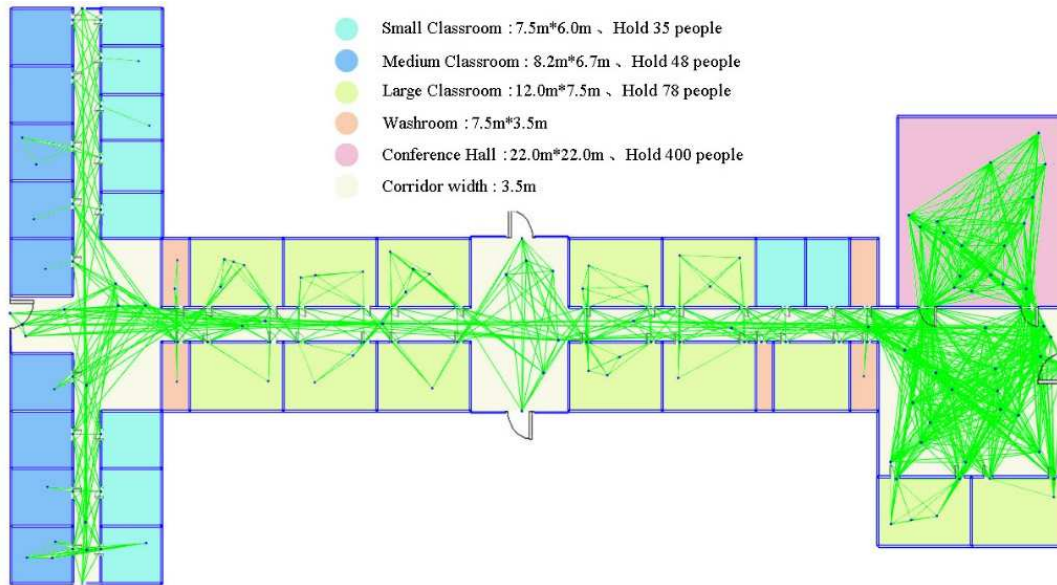 Small Classroom : 7.5m*6.0m 、Hold 35 people
Medium Classroom : 8.2m*6.7m 、Hold 48 people
Large Classroom : 12.0m*7.5m 、Hold 78 people
Washroom : 7.5m*3.5m
Conference Hall : 22.0m*22.0m 、Hold 400 people
Corridor width : 3.5m